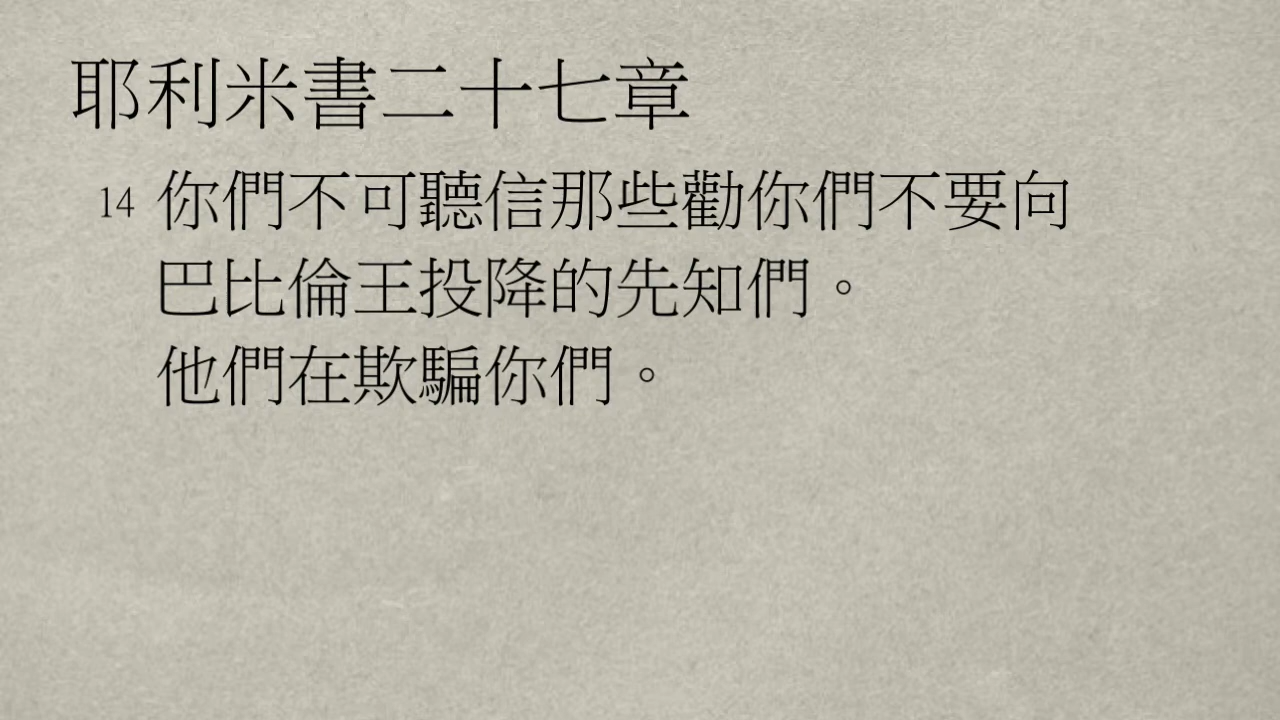 耶利米書二十七章
14 你們不可聽信那些勸你們不要向
巴比倫王投降的先知們。
他們在欺騙你們。